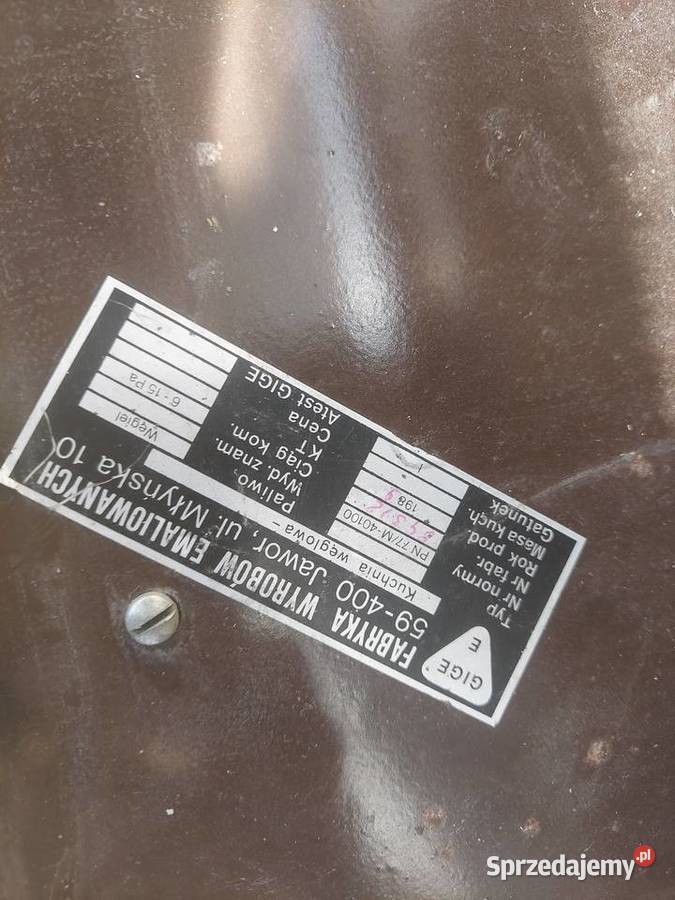 FABRYKA WYROBÓW EMALIOWANYCH
59-400 Jawor, ul. Młyńska 10
GIGE
E
Kuchnia węglowa –
Typ
Nr normy PN 77/M-40100
Nr fabr.
Rok prod. 198
Masa kuch.
Gatunek I
Paliwo Węgiel
Wyd. znam.
Ciąg kom. 6-15 Pa
KT
Cena
Atest GIGE
Sprzedajemy.pl